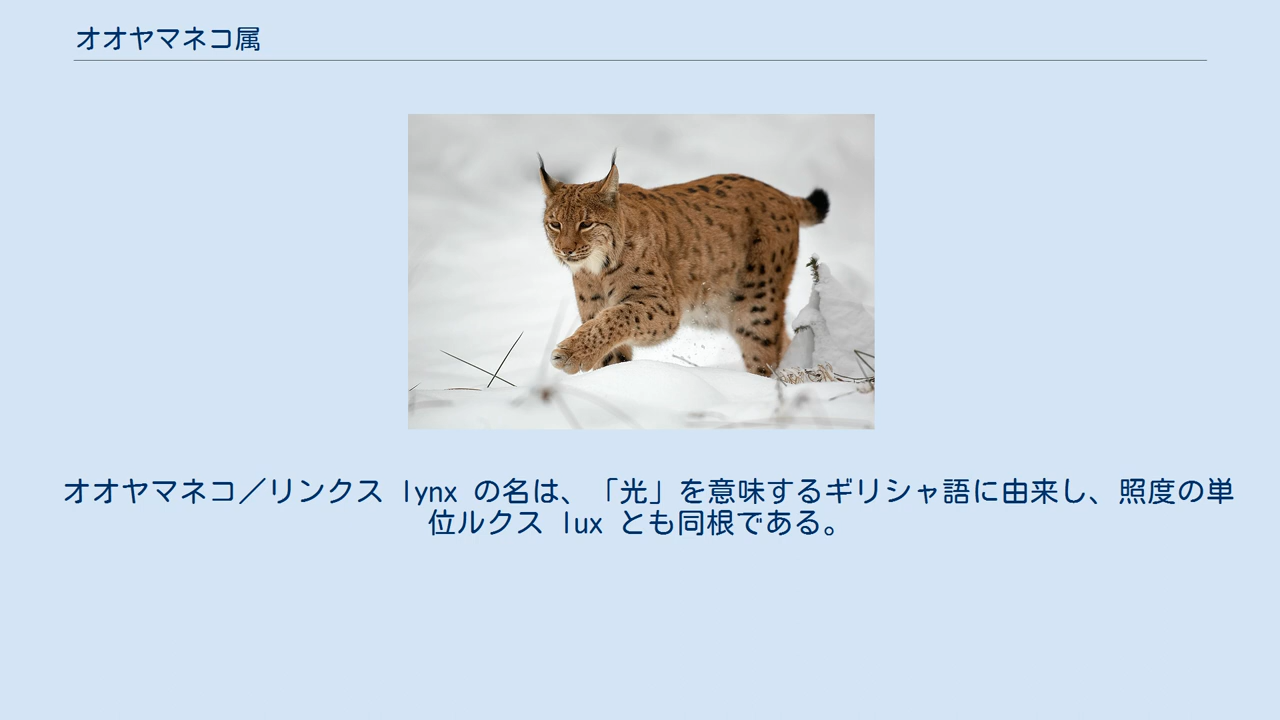 オオヤマネコ属
オオヤマネコ／リンクス lynx の名は、「光」を意味するギリシャ語に由来し、照度の単
位ルクス lux とも同根である。